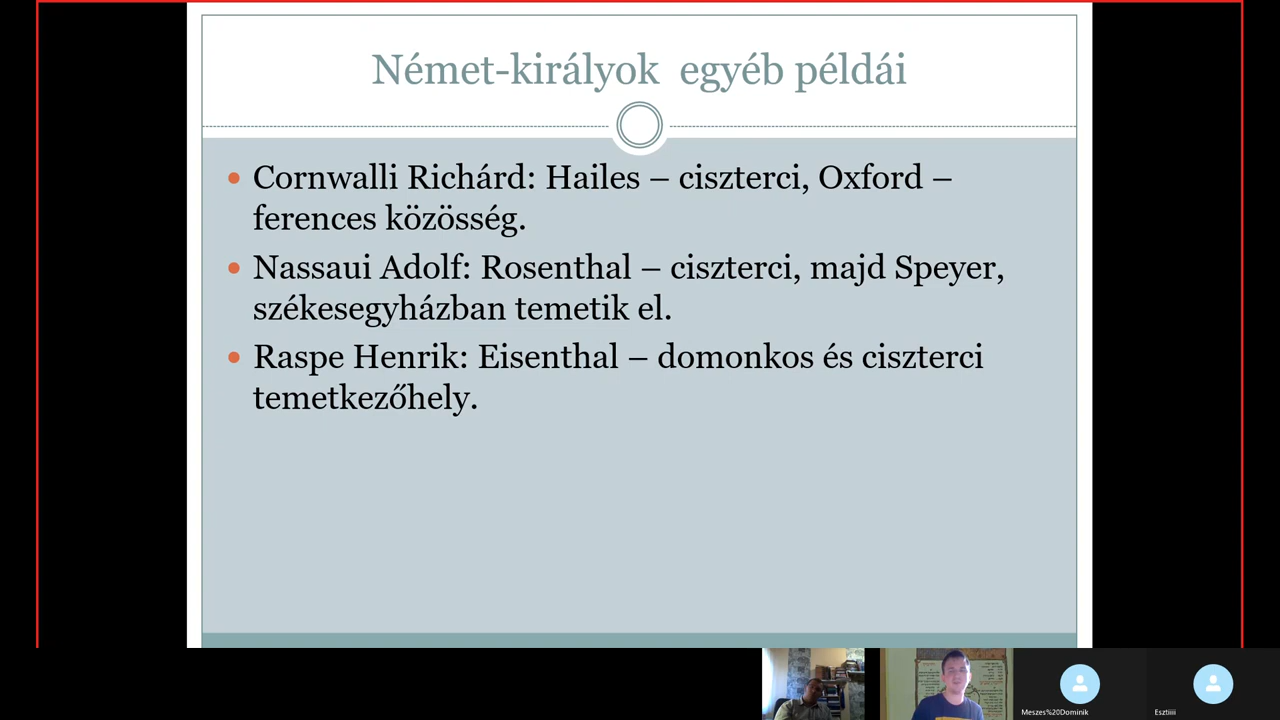 Német-királyok egyéb példái
Cornwalli Richárd: Hailes – ciszterci, Oxford –
ferences közösség.
Nassaui Adolf: Rosenthal – ciszterci, majd Speyer,
székesegyházban temetik el.
Raspe Henrik: Eisenthal – domonkos és ciszterci
temetkezőhely.
Meszes%20Dominik
Esztiiii